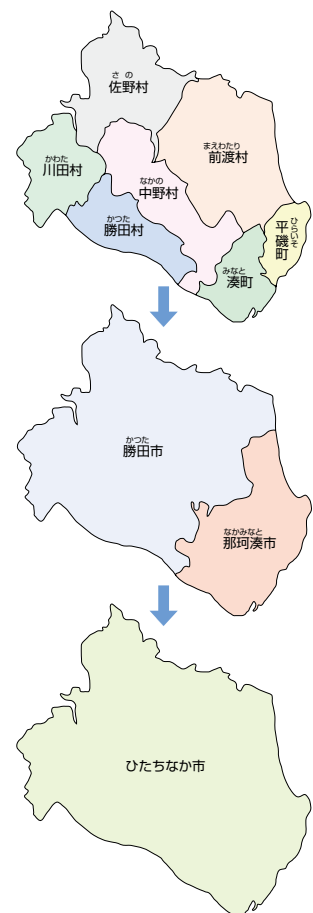 さの
佐野村
まえわたり
前渡村
かわた
川田村
なかの
中野村
かつた
勝田村
ひらいそ
平磯町
みなと
湊町
かつた
勝田市
なかみなと
那珂湊市
ひたちなか市